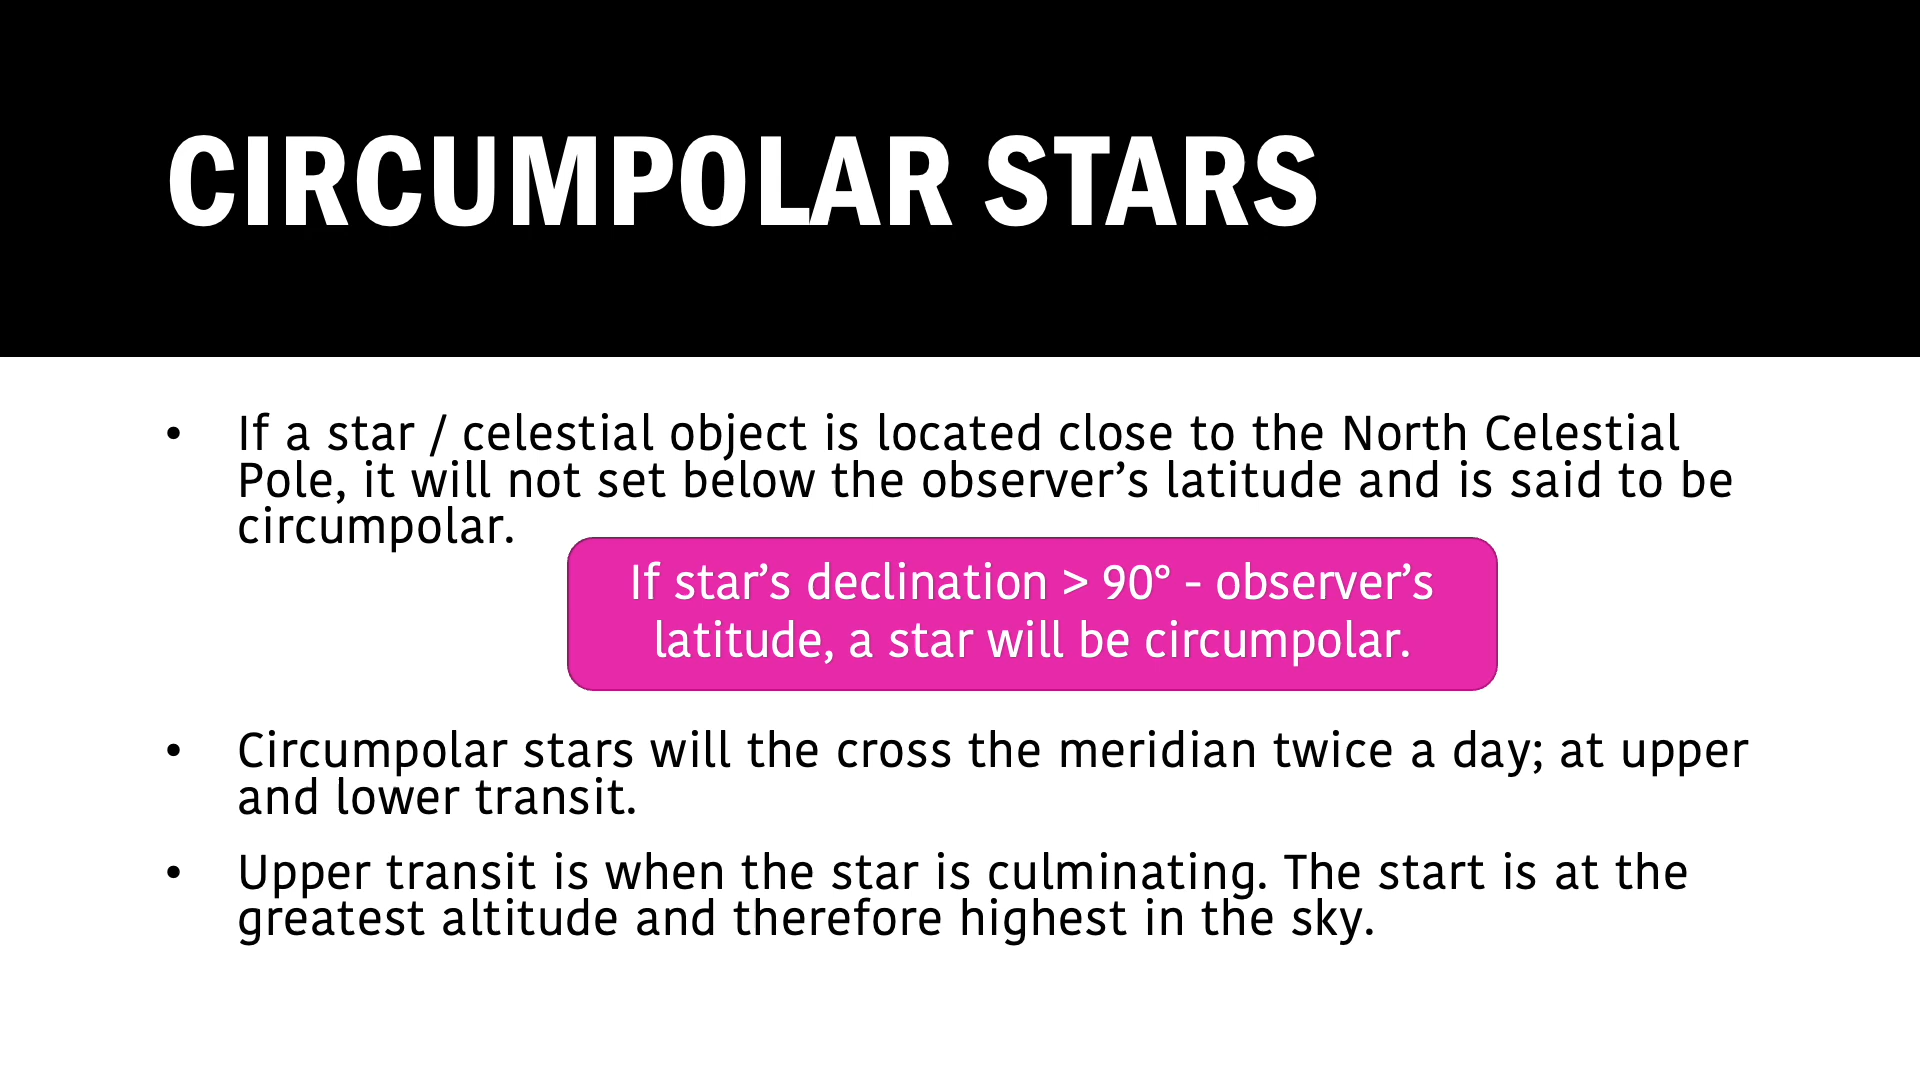 CIRCUMPOLAR STARS
• If a star / celestial object is located close to the North Celestial
Pole, it will not set below the observer’s latitude and is said to be
circumpolar.
If star’s declination > 90° - observer’s
latitude, a star will be circumpolar.
• Circumpolar stars will the cross the meridian twice a day; at upper
and lower transit.
• Upper transit is when the star is culminating. The start is at the
greatest altitude and therefore highest in the sky.